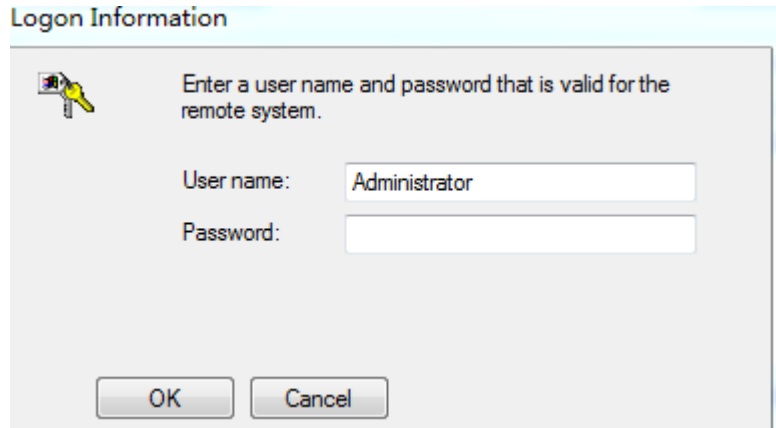 Logon Information
Enter a user name and password that is valid for the
remote system.
User name: Administrator
Password:
OK Cancel